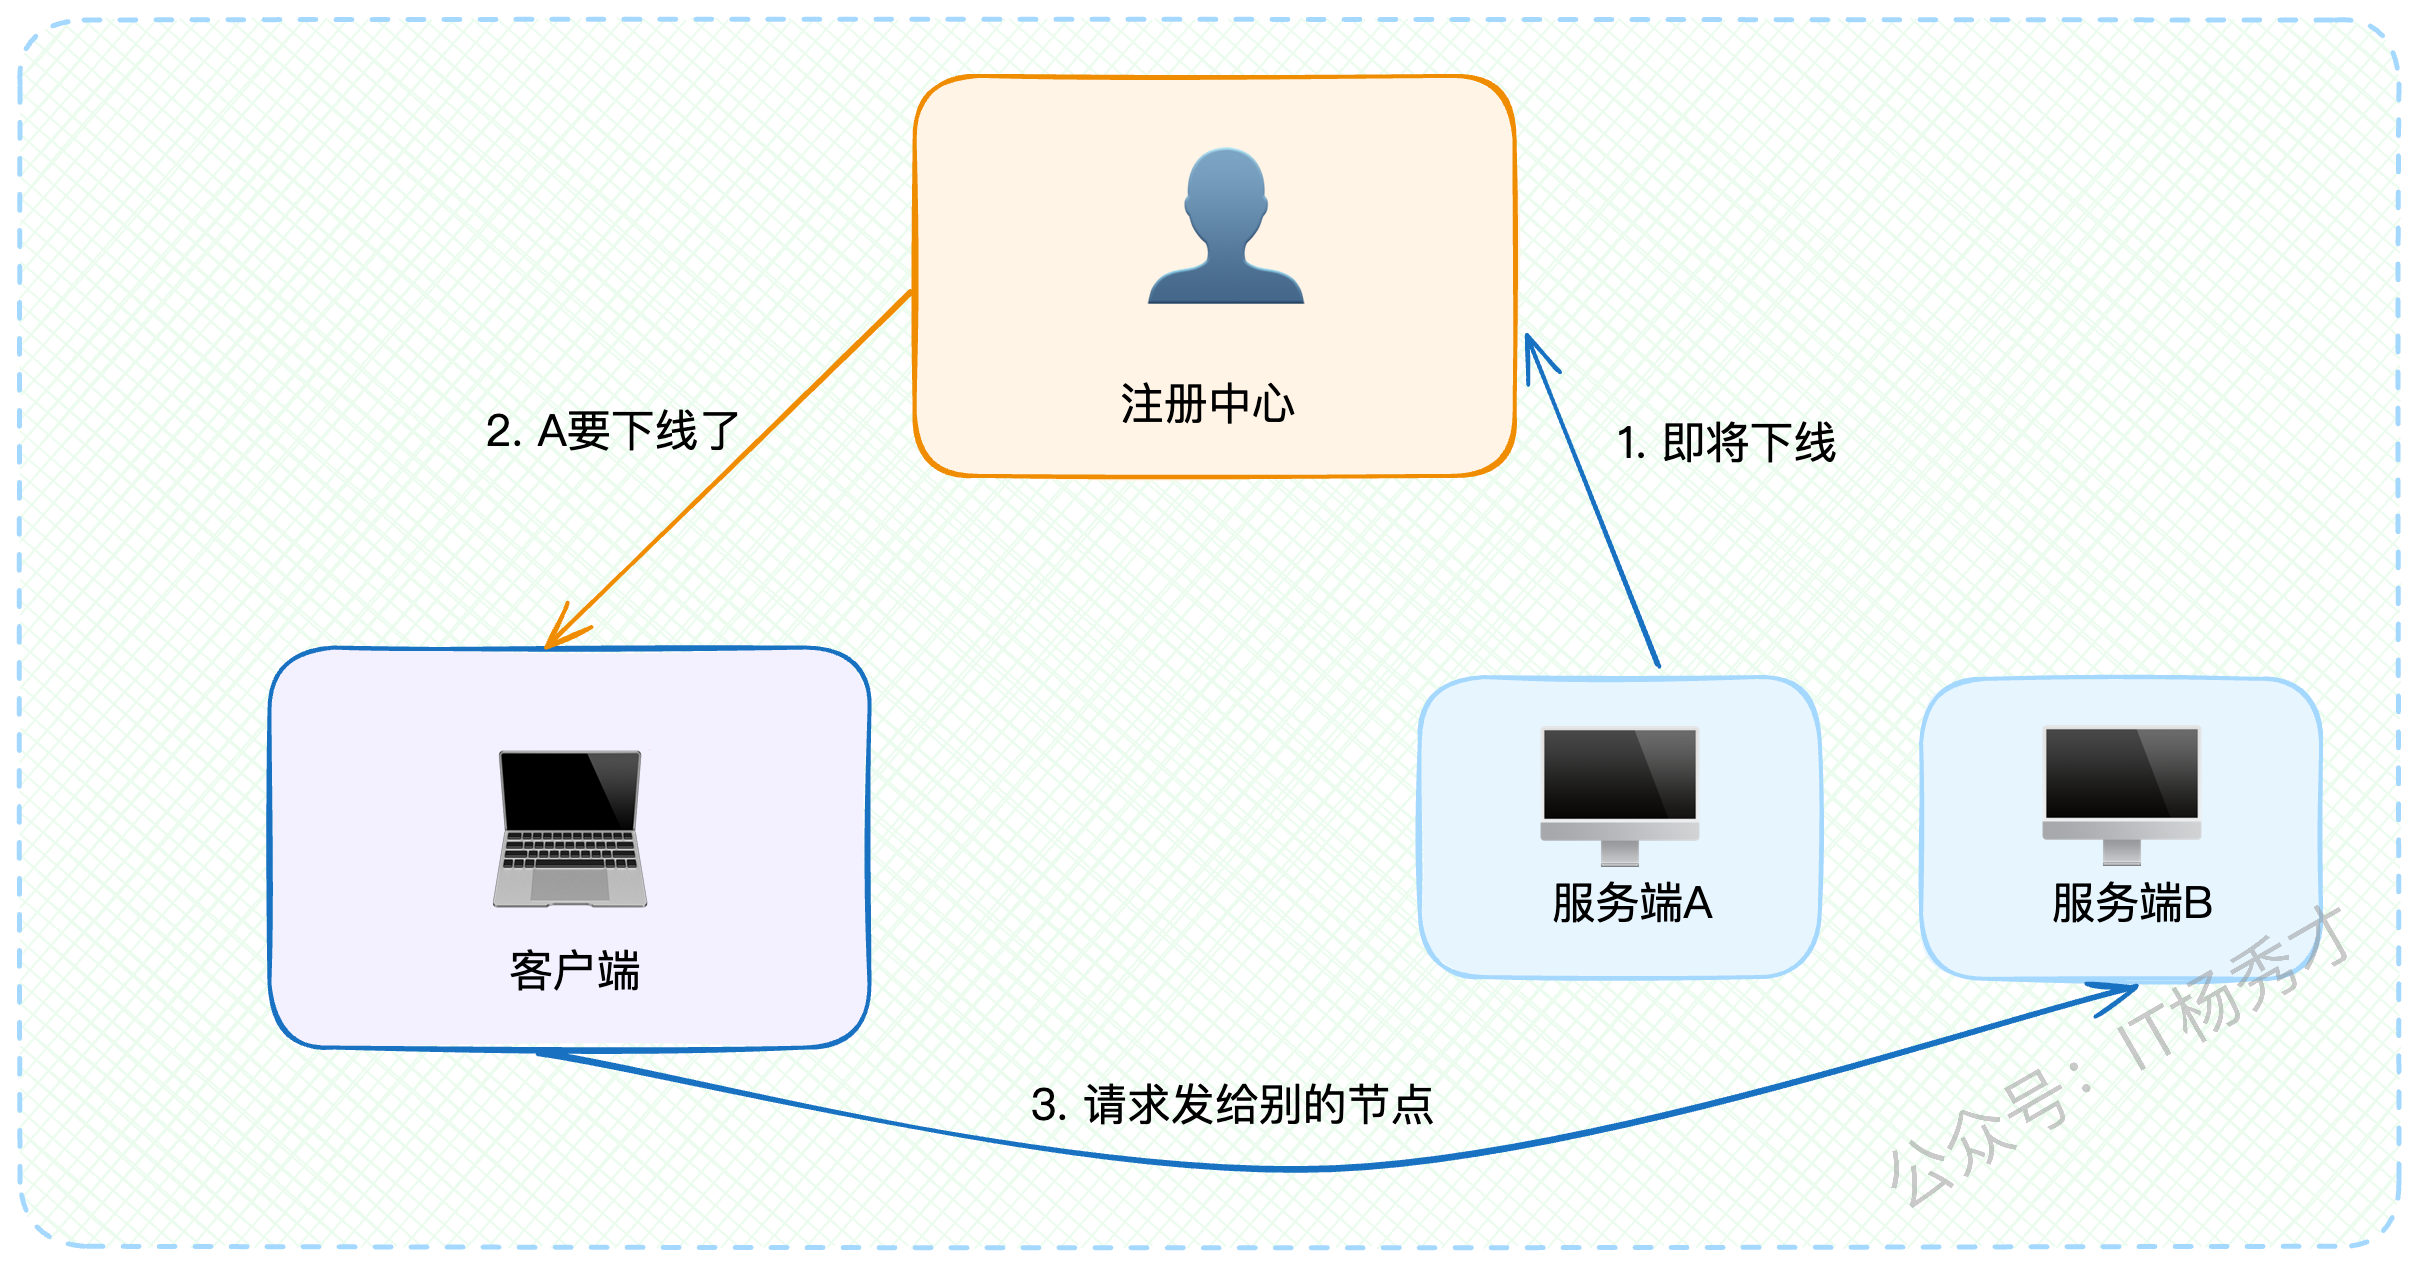 注册中心
2. A要下线了
1. 即将下线
客户端
服务端A
服务端B
3. 请求发给别的节点
公众号：IT杨秀才